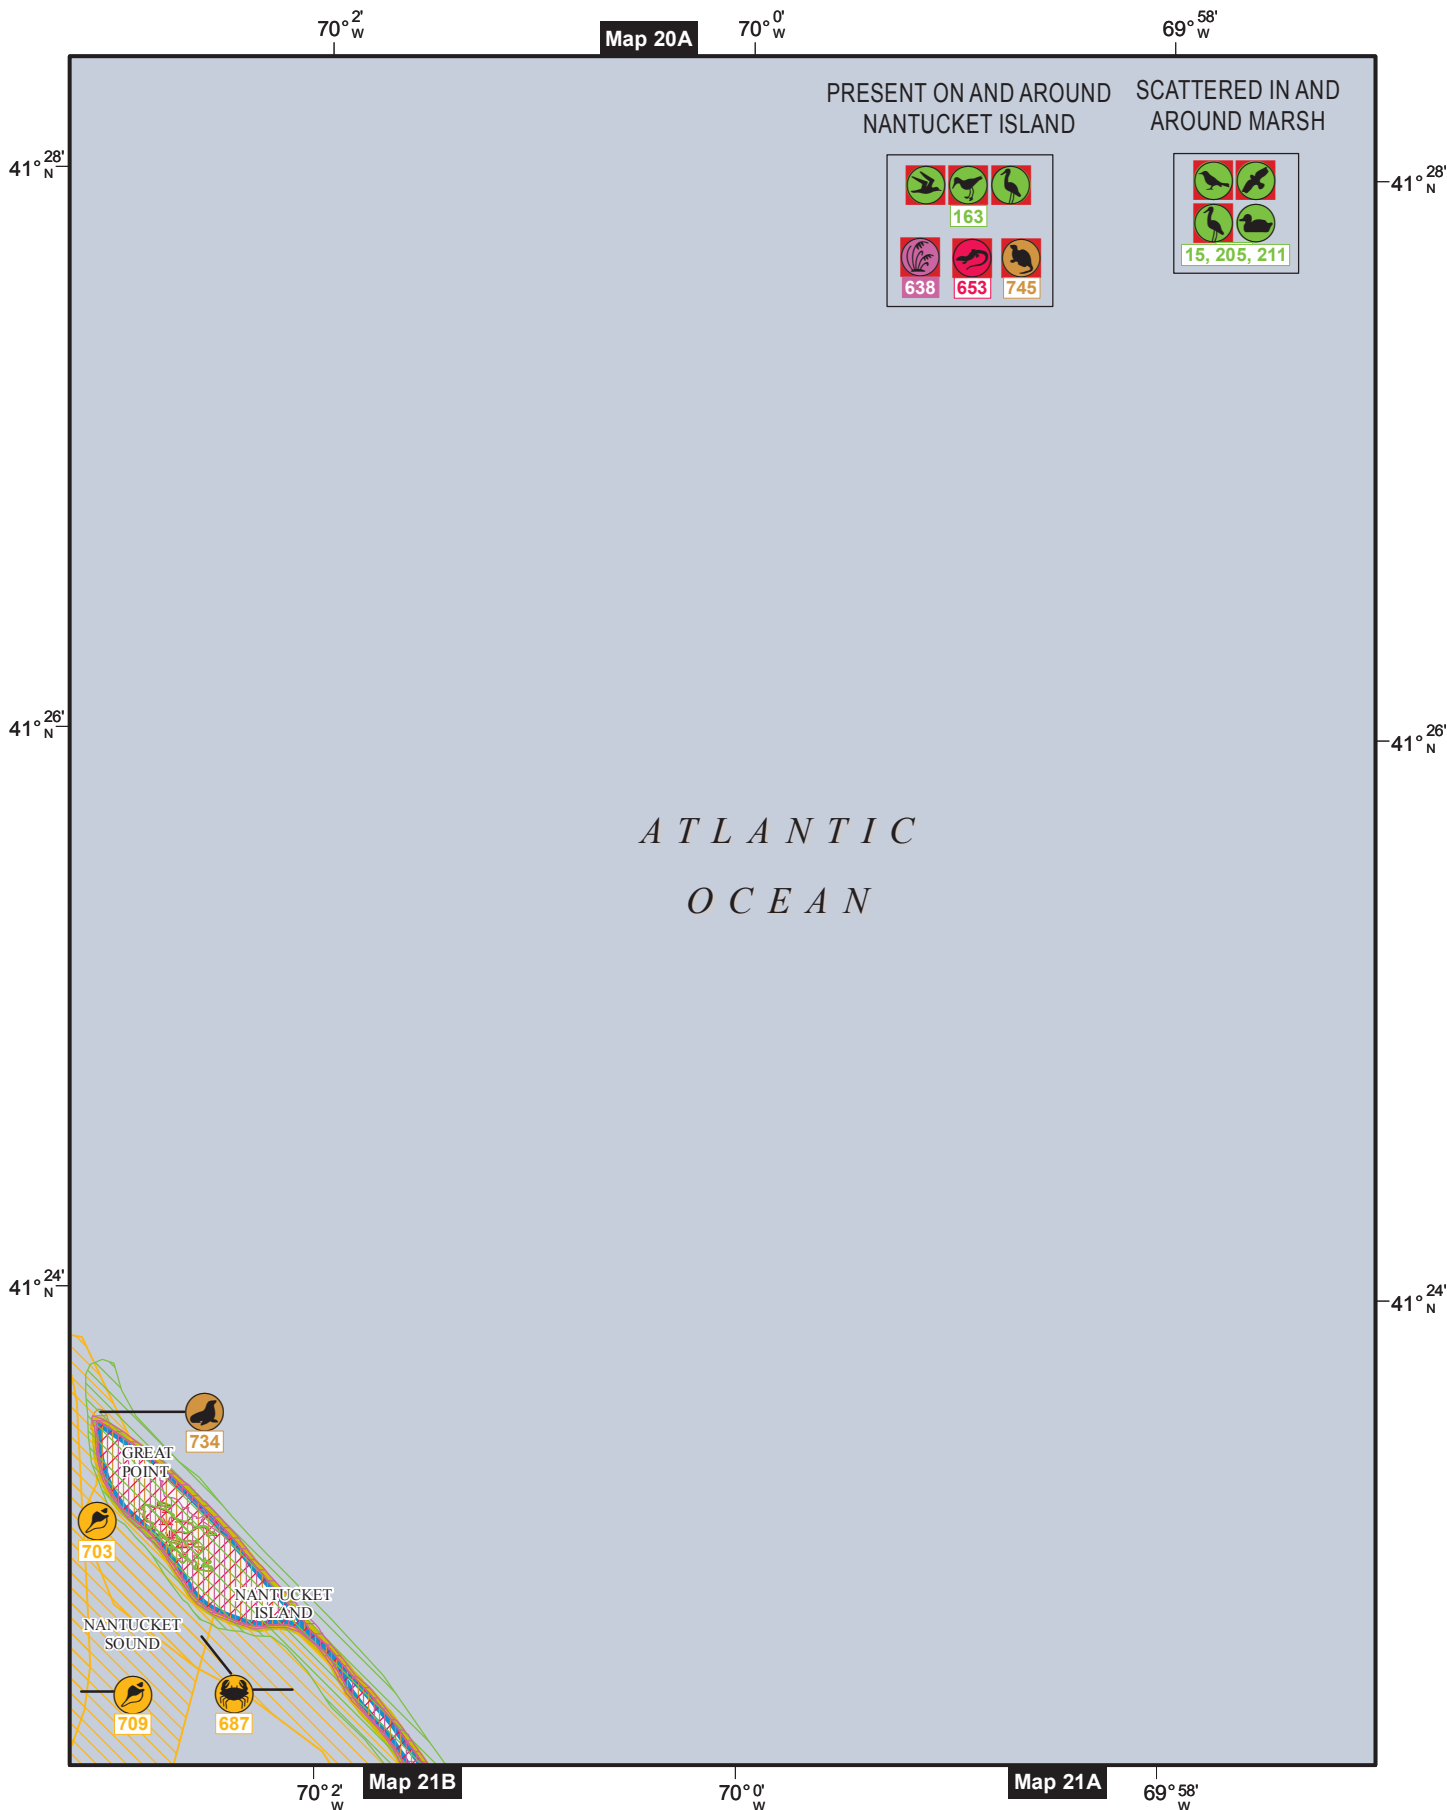 70° 2' W
Map 20A
70° 0' W
69° 58' W
PRESENT ON AND AROUND
NANTUCKET ISLAND
SCATTERED IN AND
AROUND MARSH
41° 28' N
41° 28' N
163
15, 205, 211
638
653
745
41° 26' N
41° 26' N
ATLANTIC
OCEAN
41° 24' N
41° 24' N
734
GREAT
POINT
703
NANTUCKET
ISLAND
NANTUCKET
SOUND
709
687
70° 2' W
Map 21B
70° 0' W
Map 21A
69° 58' W